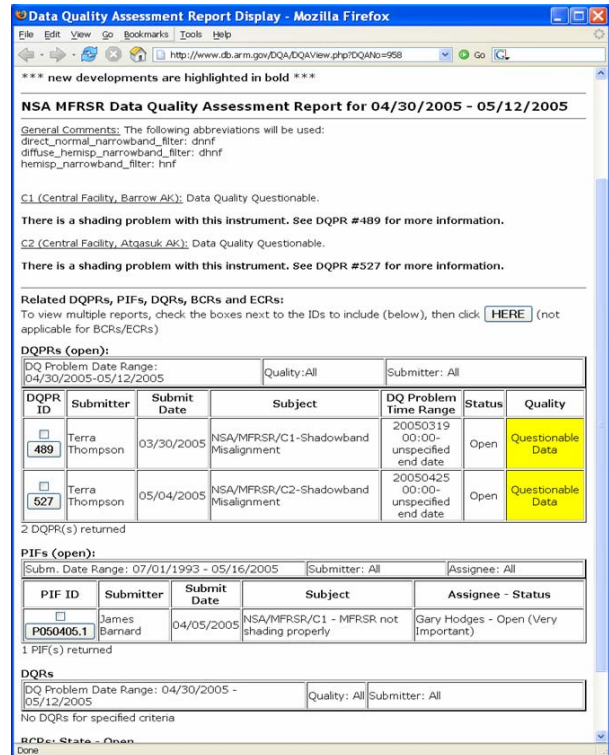 Data Quality Assessment Report Display - Mozilla Firefox
File Edit View Go Bookmarks Tools Help
http://www.db.arm.gov/DQA/DQAView.php?DQANo=958 Go
*** new developments are highlighted in bold ***
NSA MFRSR Data Quality Assessment Report for 04/30/2005 - 05/12/2005
General Comments: The following abbreviations will be used:
direct_normal_narrowband_filter: dnnf
diffuse_hemisp_narrowband_filter: dhnf
hemisp_narrowband_filter: hnf
C1 (Central Facility, Barrow AK): Data Quality Questionable.
There is a shading problem with this instrument. See DQPR #489 for more information.
C2 (Central Facility, Atqasuk AK): Data Quality Questionable.
There is a shading problem with this instrument. See DQPR #527 for more information.
Related DQPRs, PIFs, DQRs, BCRs and ECRs:
To view multiple reports, check the boxes next to the IDs to include (below), then click HERE (not
applicable for BCRs/ECRs)
DQPRs (open):
DQ Problem Date Range:
04/30/2005-05/12/2005
Quality:All
Submitter: All
DQPR ID
Submitter
Submit Date
Subject
DQ Problem Time Range
Status
Quality
489
Terra Thompson
03/30/2005
NSA/MFRSR/C1-Shadowband
Misalignment
20050319
00:00-
unspecified
end date
Open
Questionable
Data
527
Terra Thompson
05/04/2005
NSA/MFRSR/C2-Shadowband
Misalignment
20050425
00:00-
unspecified
end date
Open
Questionable
Data
2 DQPR(s) returned
PIFs (open):
Subm. Date Range: 07/01/1993 - 05/16/2005
Submitter: All
Assignee: All
PIF ID
Submitter
Submit Date
Subject
Assignee - Status
P050405.1
James Barnard
04/05/2005
NSA/MFRSR/C1 - MFRSR not
shading properly
Gary Hodges - Open (Very
Important)
1 PIF(s) returned
DQRs
DQ Problem Date Range: 04/30/2005 -
05/12/2005
Quality: All
Submitter: All
No DQRs for specified criteria
BCRs: State - Open
Done